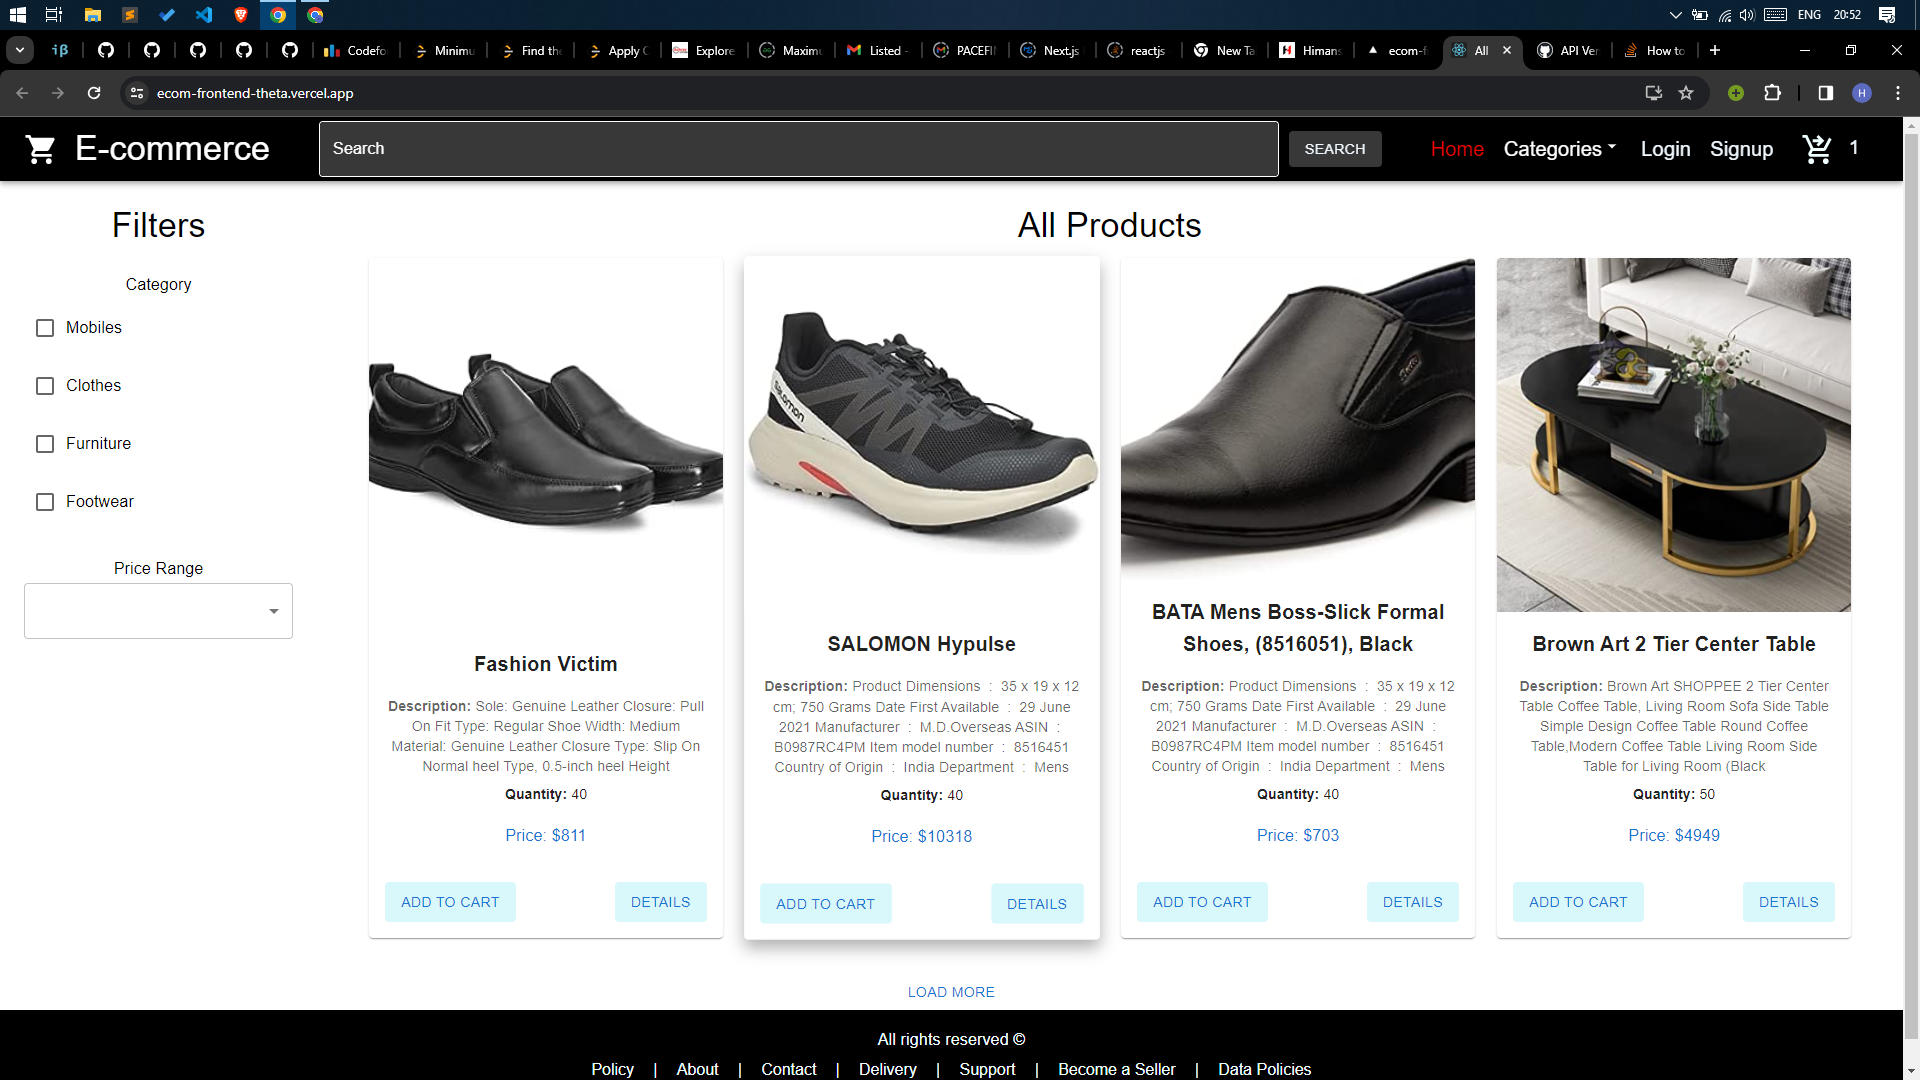 ENG 20:52
Codefo
Minimu
Find the
Apply C
Explore
Maximu
Listed -
PACEFI
Next.js
reactjs
New Ta
Himans
ecom-f
All
API Ver
How to
ecom-frontend-theta.vercel.app
H
E-commerce
Search
SEARCH
Home
Categories
Login
Signup
1
Filters
All Products
Category
Mobiles
Clothes
Furniture
Footwear
Price Range
Salomon
Fashion Victim
Description: Sole: Genuine Leather Closure: Pull
On Fit Type: Regular Shoe Width: Medium
Material: Genuine Leather Closure Type: Slip On
Normal heel Type, 0.5-inch heel Height
Quantity: 40
Price: $811
ADD TO CART
DETAILS
SALOMON Hypulse
Description: Product Dimensions : 35 x 19 x 12
cm; 750 Grams Date First Available : 29 June
2021 Manufacturer : M.D.Overseas ASIN :
B0987RC4PM Item model number : 8516451
Country of Origin : India Department : Mens
Quantity: 40
Price: $10318
ADD TO CART
DETAILS
BATA Mens Boss-Slick Formal
Shoes, (8516051), Black
Description: Product Dimensions : 35 x 19 x 12
cm; 750 Grams Date First Available : 29 June
2021 Manufacturer : M.D.Overseas ASIN :
B0987RC4PM Item model number : 8516451
Country of Origin : India Department : Mens
Quantity: 40
Price: $703
ADD TO CART
DETAILS
Brown Art 2 Tier Center Table
Description: Brown Art SHOPPEE 2 Tier Center
Table Coffee Table, Living Room Sofa Side Table
Simple Design Coffee Table Round Coffee
Table,Modern Coffee Table Living Room Side
Table for Living Room (Black
Quantity: 50
Price: $4949
ADD TO CART
DETAILS
LOAD MORE
All rights reserved ©
Policy | About | Contact | Delivery | Support | Become a Seller | Data Policies